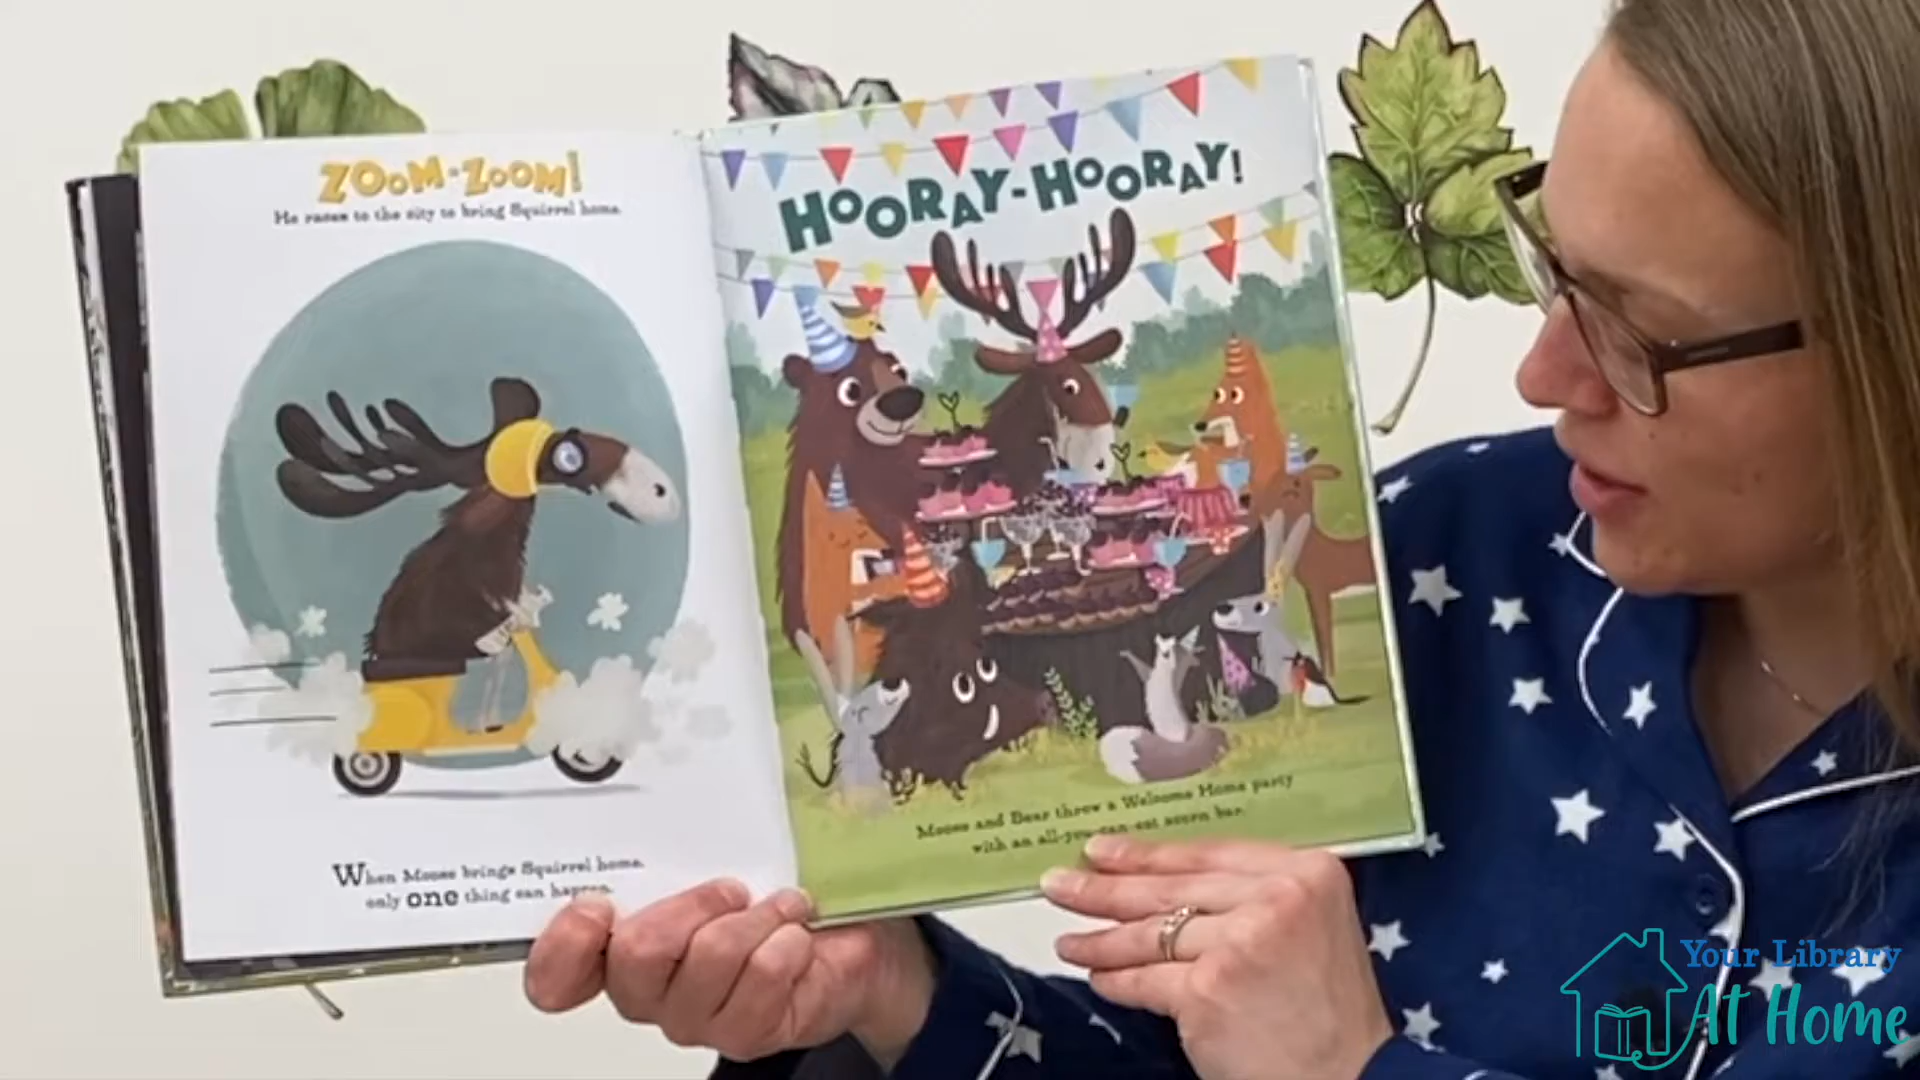 ZOOM-ZOOM!
He races to the city to bring Squirrel home.
When Moose brings Squirrel home,
only one thing can happen.
HOORAY-HOORAY!
Moose and Bear throw a Welcome Home party
with an all-you-can-eat acorn bar.
Your Library
At Home